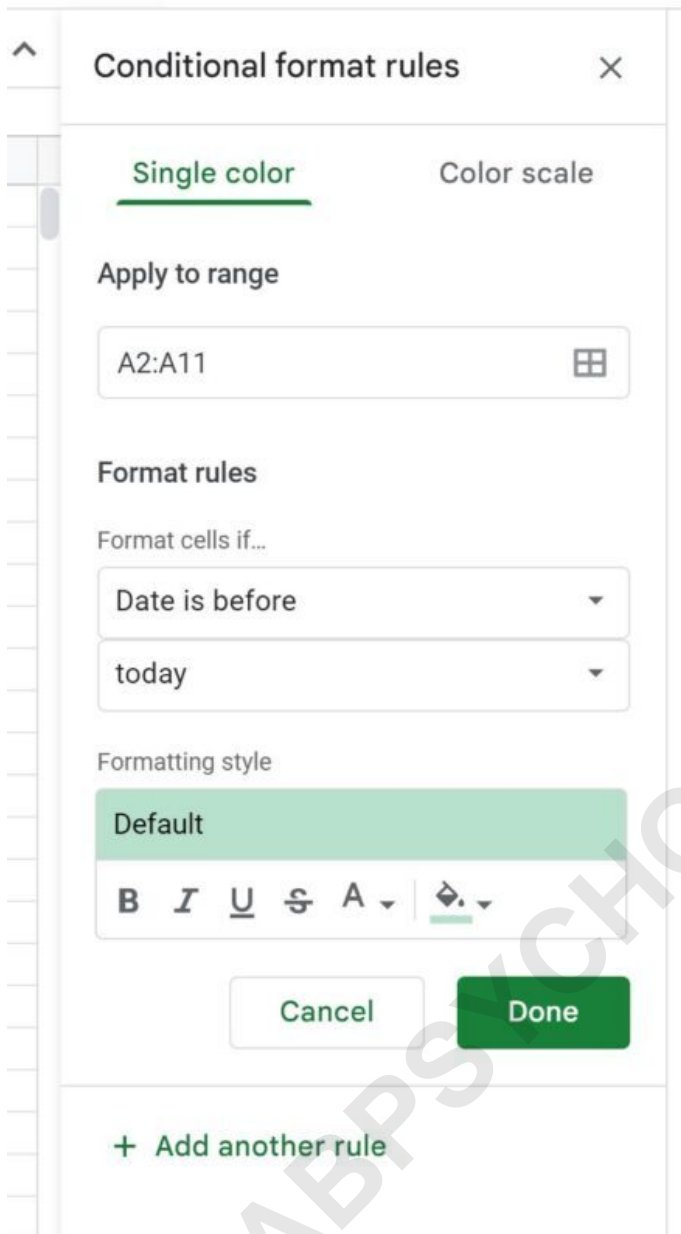 Conditional format rules
Single color Color scale
Apply to range
A2:A11
Format rules
Format cells if...
Date is before
today
Formatting style
Default
B I U S A
Cancel Done
+ Add another rule